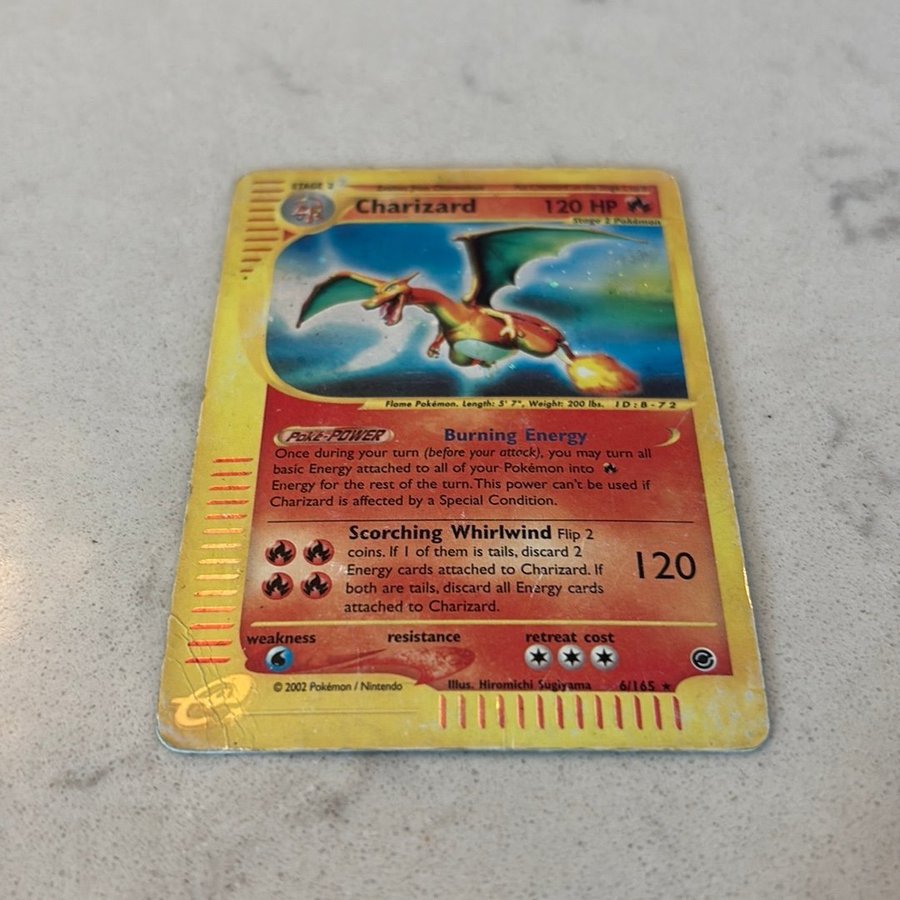 STAGE 2
Charizard 120 HP
Stage 2 Pokémon
Flame Pokémon. Length: 5' 7", Weight: 200 lbs. ID: B-72
Poké-POWER Burning Energy
Once during your turn (before your attack), you may turn all
basic Energy attached to all of your Pokémon into
Energy for the rest of the turn. This power can't be used if
Charizard is affected by a Special Condition.
Scorching Whirlwind Flip 2
coins. If 1 of them is tails, discard 2
Energy cards attached to Charizard. If
both are tails, discard all Energy cards
attached to Charizard.
120
weakness resistance retreat cost
© 2002 Pokémon / Nintendo Illus. Hiromichi Sugiyama 6/165